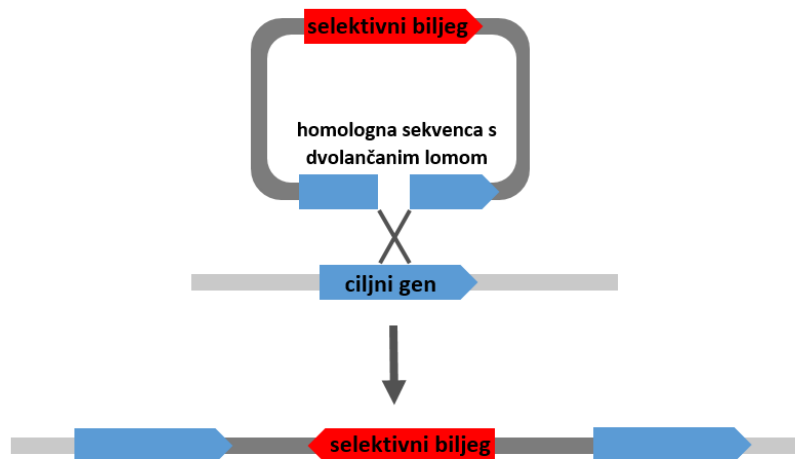 selektivni biljeg
homologna sekvenca s
dvolančanim lomom
ciljni gen
selektivni biljeg